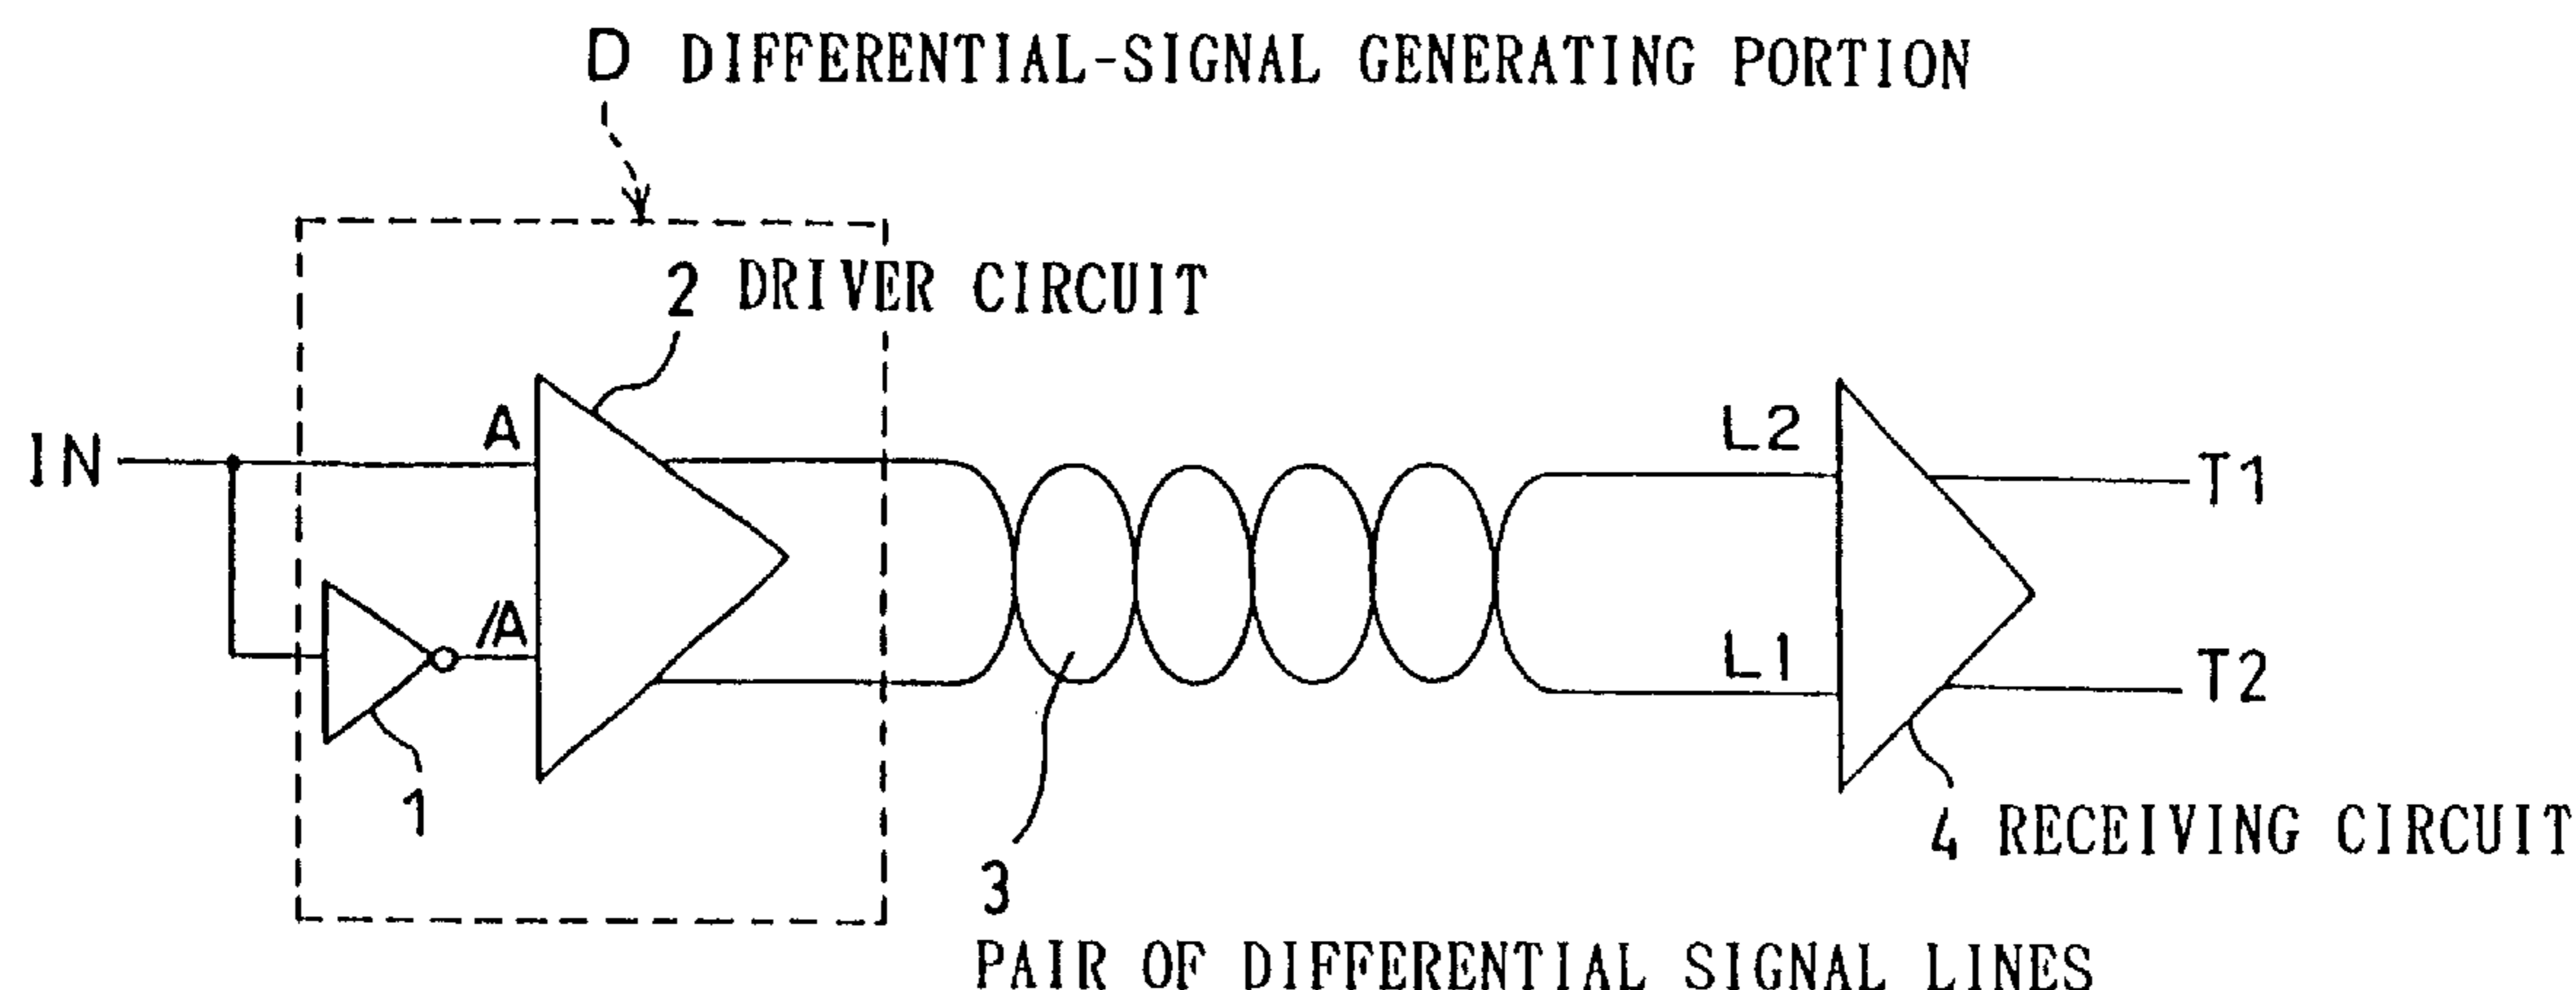 D DIFFERENTIAL-SIGNAL GENERATING PORTION
2 DRIVER CIRCUIT
A
L2
IN
T1
/A
L1
T2
1
4 RECEIVING CIRCUIT
3
PAIR OF DIFFERENTIAL SIGNAL LINES